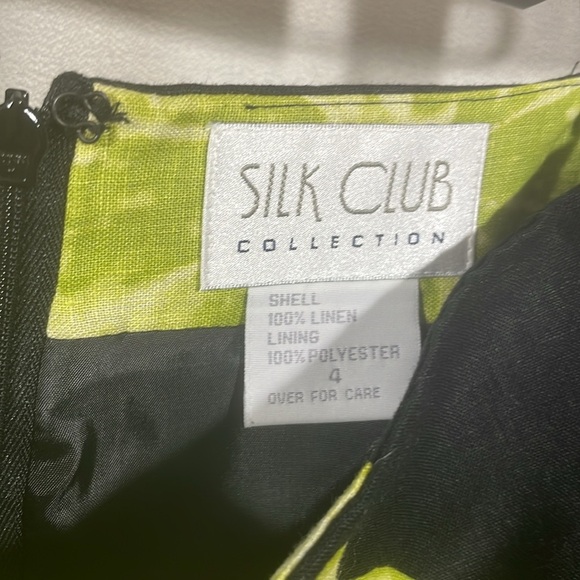 SILK CLUB
COLLECTION
SHELL
100% LINEN
LINING
100% POLYESTER
4
OVER FOR CARE